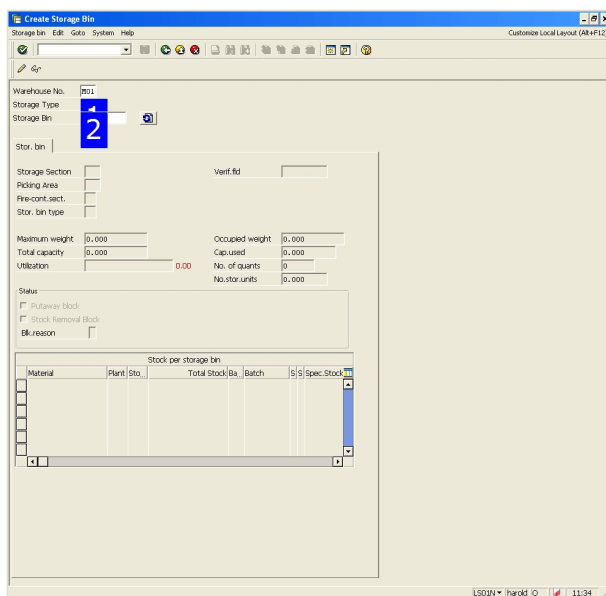 Create Storage Bin
Storage bin Edit Goto System Help Customize Local Layout (Alt+F12)
Warehouse No. M01
Storage Type 1
Storage Bin 2
Stor. bin
Storage Section Verif.fld
Picking Area
Fire-cont.sect.
Stor. bin type
Maximum weight 0.000 Occupied weight 0.000
Total capacity 0.000 Cap.used 0.000
Utilization 0.00 No. of quants 0
No.stor.units 0.000
Status
Putaway block
Stock Removal Block
Blk.reason
Stock per storage bin
Material Plant Sto... Total Stock Ba... Batch S S Spec.Stock
LS01N harold 11:34